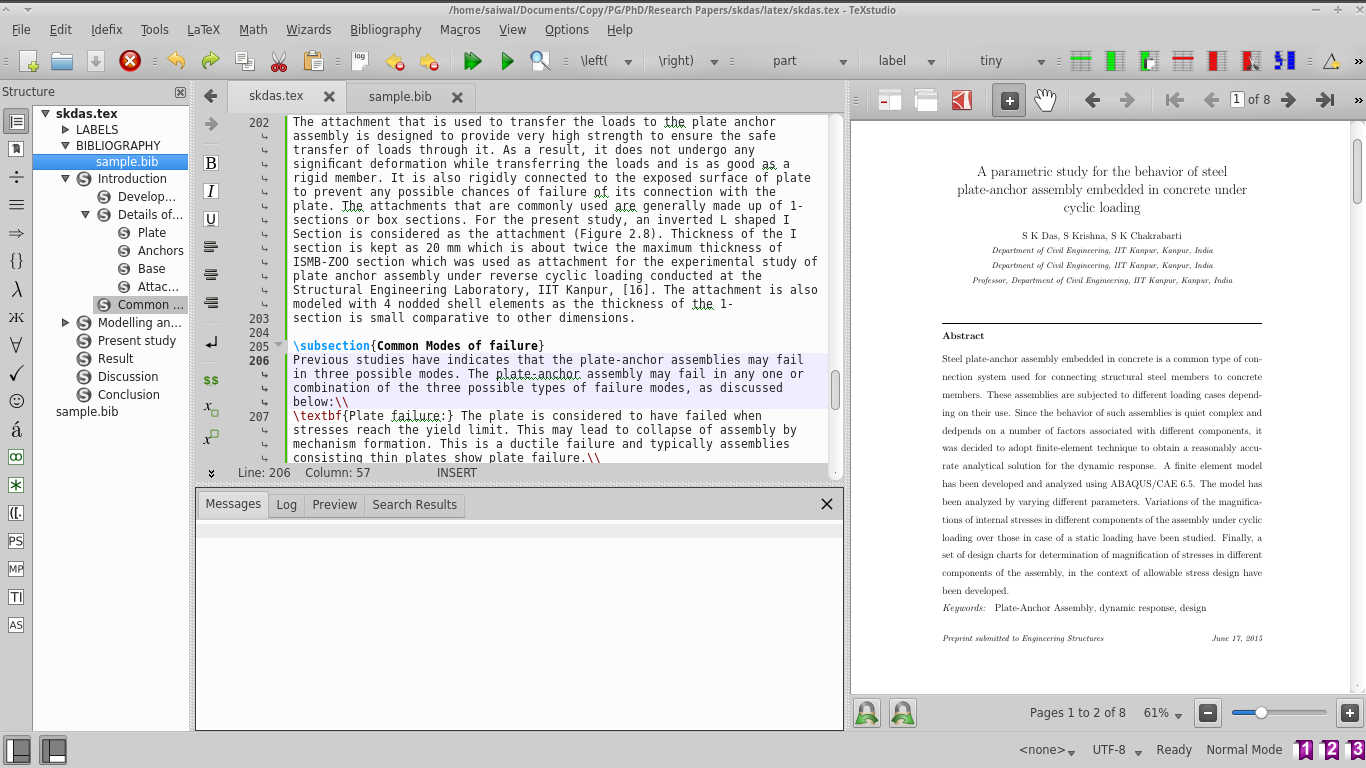 /home/saiwal/Documents/Copy/PG/PhD/Research Papers/skdas/latex/skdas.tex - TeXstudio
File Edit Idefix Tools LaTeX Math Wizards Bibliography Macros View Options Help
log \left( \right) part label tiny
Structure
skdas.tex
LABELS
BIBLIOGRAPHY
sample.bib
Introduction
Develop...
Details of...
Plate
Anchors
Base
Attac...
Common ...
Modelling an...
Present study
Result
Discussion
Conclusion
sample.bib
PS
MP
TI
AS
skdas.tex sample.bib
B
I
U
$$
202 The attachment that is used to transfer the loads to the plate anchor
assembly is designed to provide very high strength to ensure the safe
transfer of loads through it. As a result, it does not undergo any
significant deformation while transferring the loads and is as good as a
rigid member. It is also rigidly connected to the exposed surface of plate
to prevent any possible chances of failure of its connection with the
plate. The attachments that are commonly used are generally made up of 1-
sections or box sections. For the present study, an inverted L shaped I
Section is considered as the attachment (Figure 2.8). Thickness of the I
section is kept as 20 mm which is about twice the maximum thickness of
ISMB-ZOO section which was used as attachment for the experimental study of
plate anchor assembly under reverse cyclic loading conducted at the
Structural Engineering Laboratory, IIT Kanpur, [16]. The attachment is also
modeled with 4 nodded shell elements as the thickness of the 1-
203 section is small comparative to other dimensions.
204
205 \subsection{Common Modes of failure}
206 Previous studies have indicates that the plate-anchor assemblies may fail
in three possible modes. The plate-anchor assembly may fail in any one or
combination of the three possible types of failure modes, as discussed
below:\\
207 \textbf{Plate failure:} The plate is considered to have failed when
stresses reach the yield limit. This may lead to collapse of assembly by
mechanism formation. This is a ductile failure and typically assemblies
consisting thin plates show plate failure.\\
Line: 206 Column: 57 INSERT
Messages Log Preview Search Results
1 of 8
A parametric study for the behavior of steel
plate-anchor assembly embedded in concrete under
cyclic loading
S K Das, S Krishna, S K Chakrabarti
Department of Civil Engineering, IIT Kanpur, Kanpur, India
Department of Civil Engineering, IIT Kanpur, Kanpur, India
Professor, Department of Civil Engineering, IIT Kanpur, Kanpur, India
Abstract
Steel plate-anchor assembly embedded in concrete is a common type of con-
nection system used for connecting structural steel members to concrete
members. These assemblies are subjected to different loading cases depend-
ing on their use. Since the behavior of such assemblies is quiet complex and
dedpends on a number of factors associated with different components, it
was decided to adopt finite-element technique to obtain a reasonably accu-
rate analytical solution for the dynamic response. A finite element model
has been developed and analyzed using ABAQUS/CAE 6.5. The model has
been analyzed by varying different parameters. Variations of the magnifica-
tions of internal stresses in different components of the assembly under cyclic
loading over those in case of a static loading have been studied. Finally, a
set of design charts for determination of magnification of stresses in different
components of the assembly, in the context of allowable stress design have
been developed.
Keywords: Plate-Anchor Assembly, dynamic response, design
Preprint submitted to Engineering Structures June 17, 2015
Pages 1 to 2 of 8 61%
<none> UTF-8 Ready Normal Mode 1 2 3